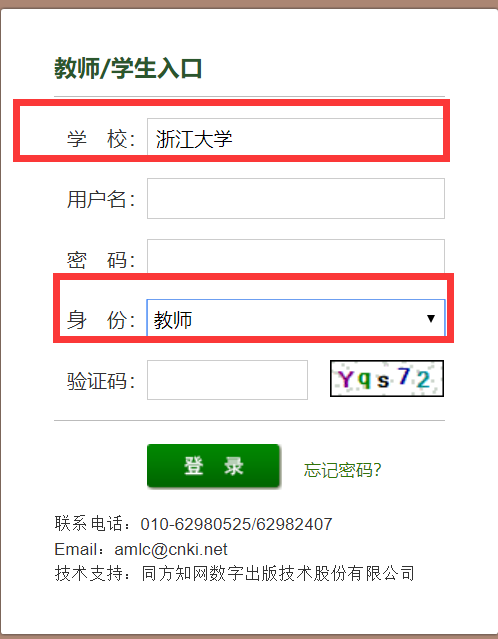 教师/学生入口
学 校： 浙江大学
用户名：
密 码：
身 份： 教师 ▼
验证码： Yqs72
登 录 忘记密码?
联系电话：010-62980525/62982407
Email：amlc@cnki.net
技术支持：同方知网数字出版技术股份有限公司